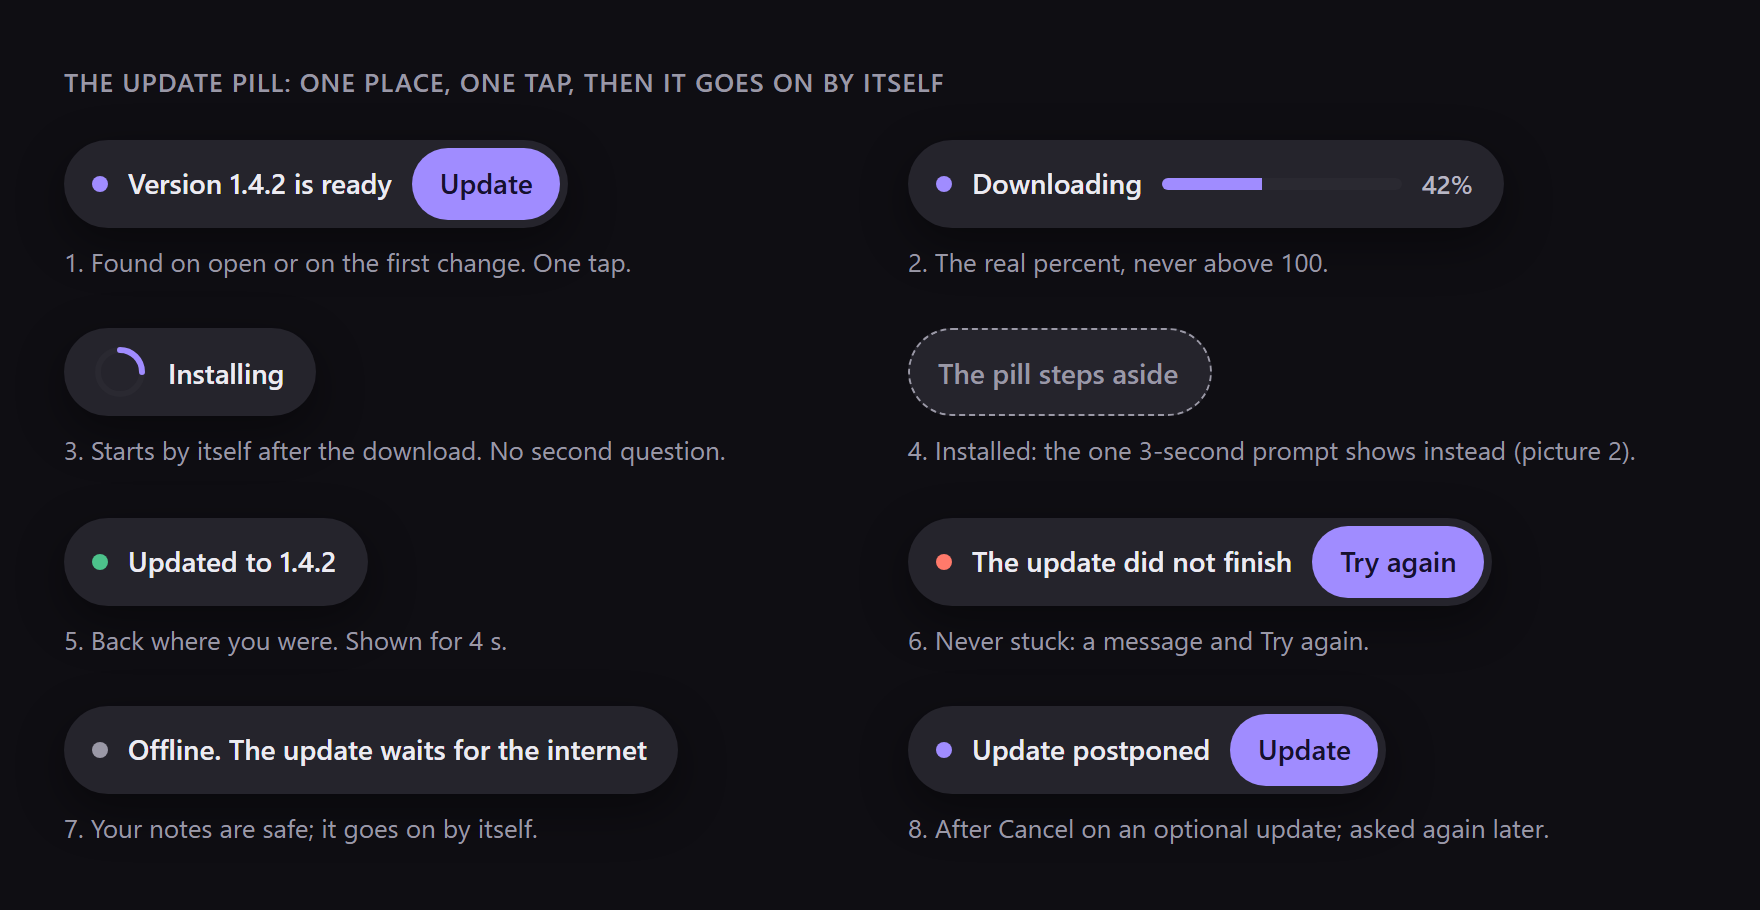 THE UPDATE PILL: ONE PLACE, ONE TAP, THEN IT GOES ON BY ITSELF
Version 1.4.2 is ready Update
1. Found on open or on the first change. One tap.
Downloading 42%
2. The real percent, never above 100.
Installing
3. Starts by itself after the download. No second question.
The pill steps aside
4. Installed: the one 3-second prompt shows instead (picture 2).
Updated to 1.4.2
5. Back where you were. Shown for 4 s.
The update did not finish Try again
6. Never stuck: a message and Try again.
Offline. The update waits for the internet
7. Your notes are safe; it goes on by itself.
Update postponed Update
8. After Cancel on an optional update; asked again later.